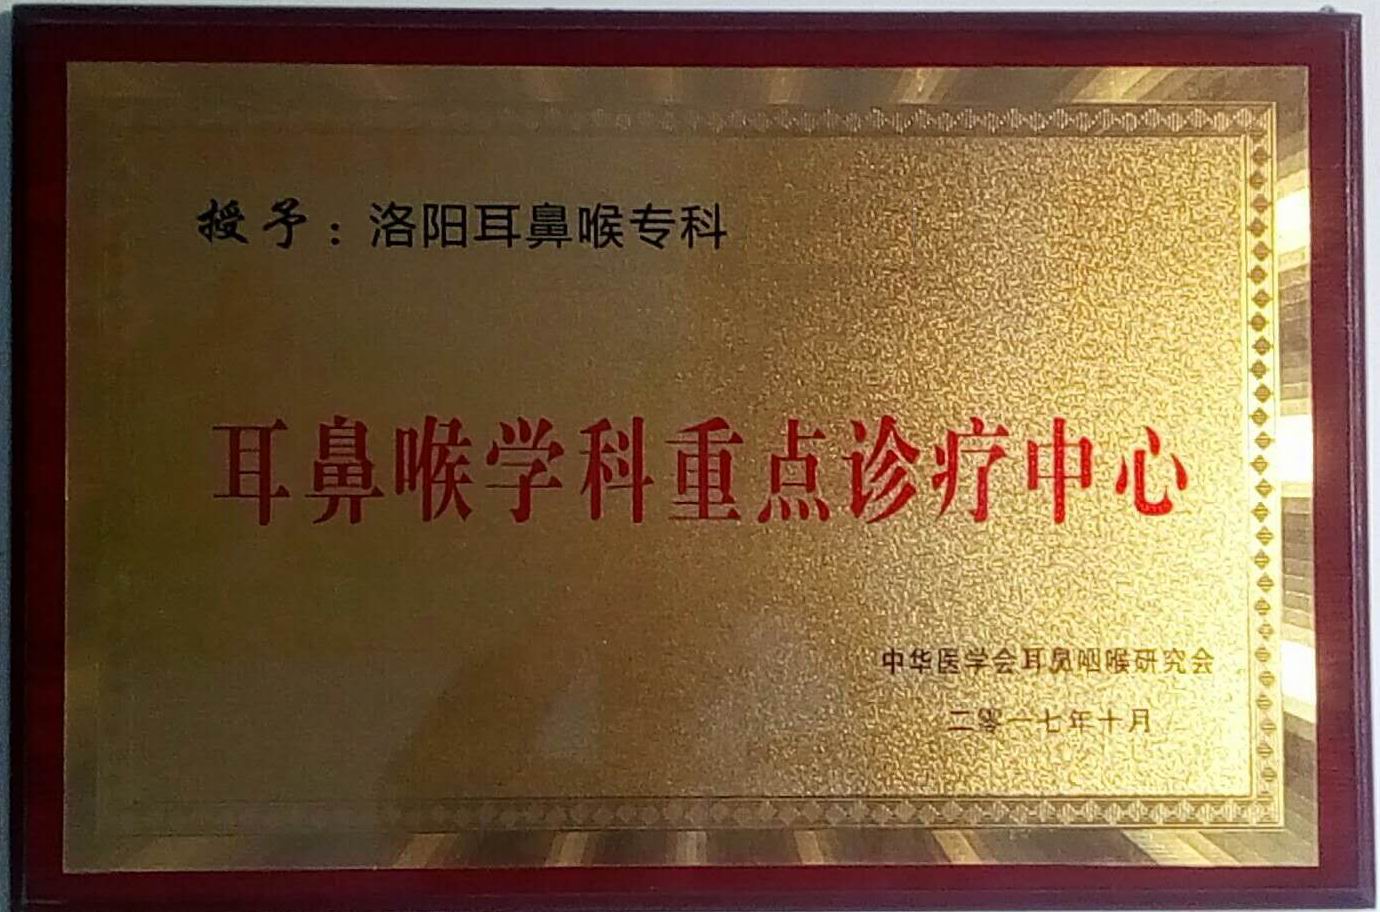 授予：洛阳耳鼻喉专科
耳鼻喉学科重点诊疗中心
中华医学会耳鼻咽喉研究会
二零一七年十月